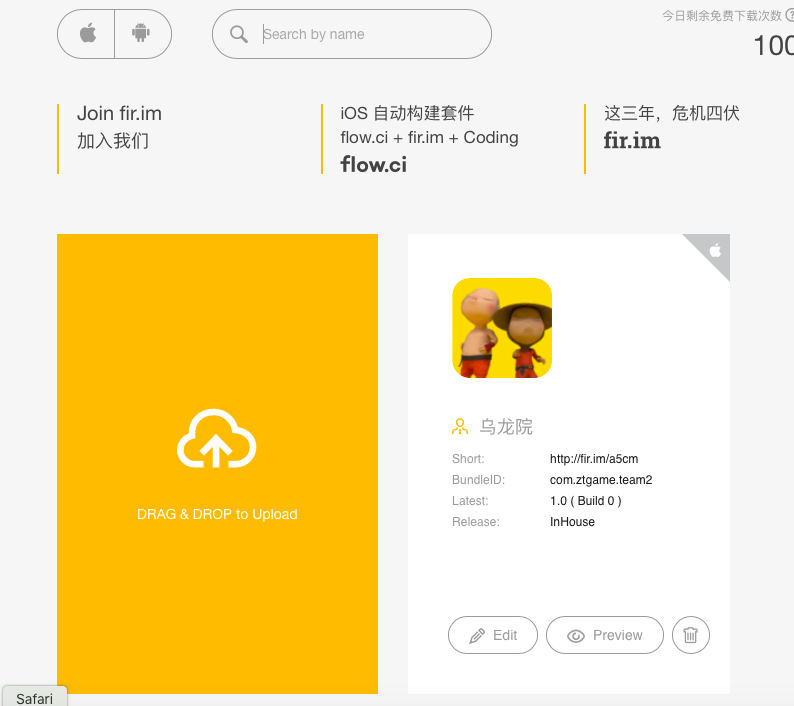 今日剩余免费下载次数
Search by name
100
Join fir.im
加入我们
iOS 自动构建套件
flow.ci + fir.im + Coding
flow.ci
这三年，危机四伏
fir.im
DRAG & DROP to Upload
乌龙院
Short: http://fir.im/a5cm
BundleID: com.ztgame.team2
Latest: 1.0 ( Build 0 )
Release: InHouse
Edit
Preview
Safari